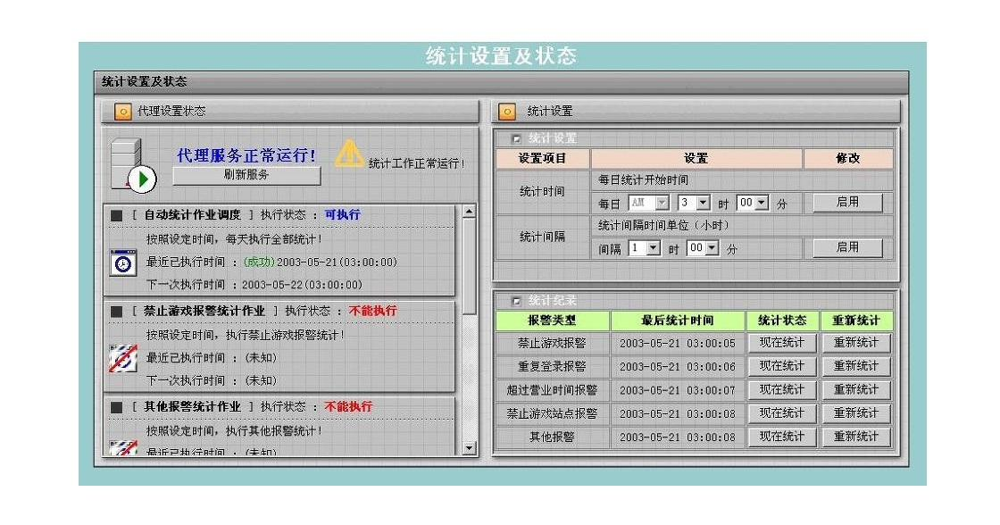 统计设置及状态
统计设置及状态
代理设置状态
代理服务正常运行!
刷新服务
统计工作正常运行!
[ 自动统计作业调度 ] 执行状态 : 可执行
按照设定时间, 每天执行全部统计!
最近已执行时间 : (成功)2003-05-21(03:00:00)
下一次执行时间 : 2003-05-22(03:00:00)
[ 禁止游戏报警统计作业 ] 执行状态 : 不能执行
按照设定时间, 执行禁止游戏报警统计!
最近已执行时间 : (未知)
下一次执行时间 : (未知)
[ 其他报警统计作业 ] 执行状态 : 不能执行
按照设定时间, 执行其他报警统计!
最近已执行时间 : (未知)
统计设置
统计设置
设置项目 设置 修改
统计时间 每日统计开始时间
每日 AM 3 时 00 分 启用
统计间隔 统计间隔时间单位(小时)
间隔 1 时 00 分 启用
统计纪录
报警类型 最后统计时间 统计状态 重新统计
禁止游戏报警 2003-05-21 03:00:05 现在统计 重新统计
重复登录报警 2003-05-21 03:00:06 现在统计 重新统计
超过营业时间报警 2003-05-21 03:00:07 现在统计 重新统计
禁止游戏站点报警 2003-05-21 03:00:08 现在统计 重新统计
其他报警 2003-05-21 03:00:08 现在统计 重新统计